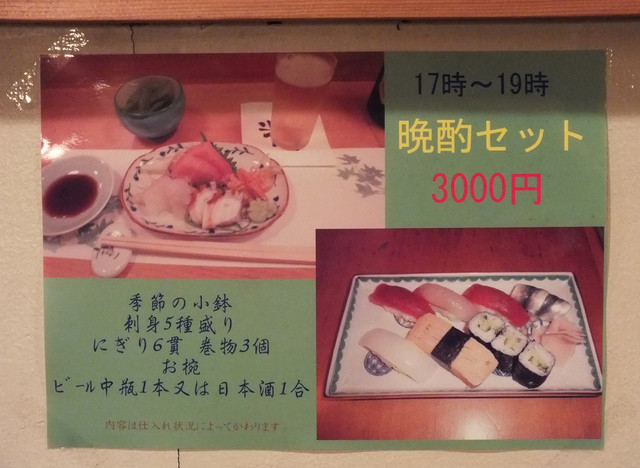 17時～19時
晩酌セット
3000円
季節の小鉢
刺身5種盛り
にぎり6貫 巻物3個
お椀
ビール中瓶1本又は日本酒1合
内容は仕入れ状況によってかわります